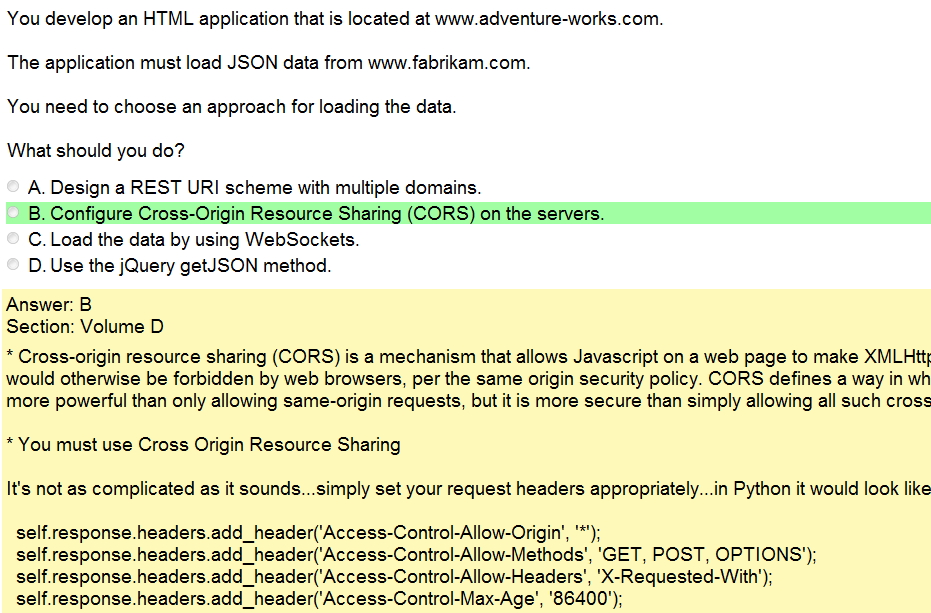 You develop an HTML application that is located at www.adventure-works.com.
The application must load JSON data from www.fabrikam.com.
You need to choose an approach for loading the data.
What should you do?
A. Design a REST URI scheme with multiple domains.
B. Configure Cross-Origin Resource Sharing (CORS) on the servers.
C. Load the data by using WebSockets.
D. Use the jQuery getJSON method.
Answer: B
Section: Volume D
* Cross-origin resource sharing (CORS) is a mechanism that allows Javascript on a web page to make XMLHttp
would otherwise be forbidden by web browsers, per the same origin security policy. CORS defines a way in wh
more powerful than only allowing same-origin requests, but it is more secure than simply allowing all such cross
* You must use Cross Origin Resource Sharing
It's not as complicated as it sounds...simply set your request headers appropriately...in Python it would look like
self.response.headers.add_header('Access-Control-Allow-Origin', '*');
self.response.headers.add_header('Access-Control-Allow-Methods', 'GET, POST, OPTIONS');
self.response.headers.add_header('Access-Control-Allow-Headers', 'X-Requested-With');
self.response.headers.add_header('Access-Control-Max-Age', '86400');